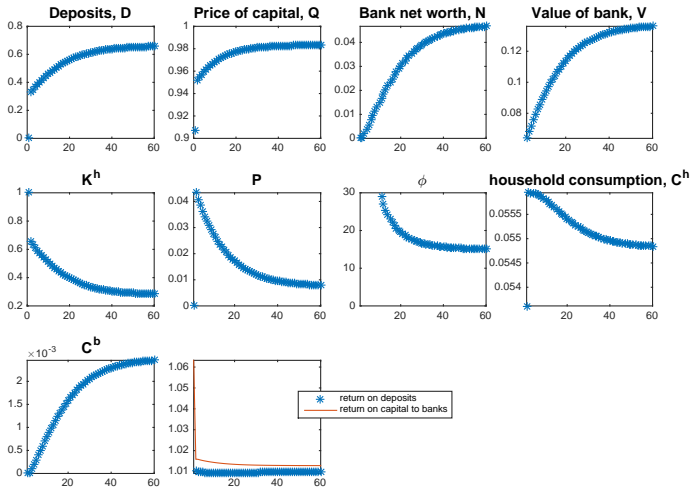 Deposits, D
0.8
0.6
0.4
0.2
0
0 20 40 60
Price of capital, Q
1
0.98
0.96
0.94
0.92
0.9
0 20 40 60
Bank net worth, N
0.04
0.03
0.02
0.01
0
0 20 40 60
Value of bank, V
0.12
0.1
0.08
20 40 60
K^h
1
0.8
0.6
0.4
0.2
0 20 40 60
P
0.04
0.03
0.02
0.01
0
0 20 40 60
ϕ
30
20
10
0
0 20 40 60
household consumption, C^h
0.0555
0.055
0.0545
0.054
20 40 60
C^b
×10^-3
2
1.5
1
0.5
0
0 20 40 60
1.06
1.05
1.04
1.03
1.02
1.01
20 40 60
return on deposits
return on capital to banks